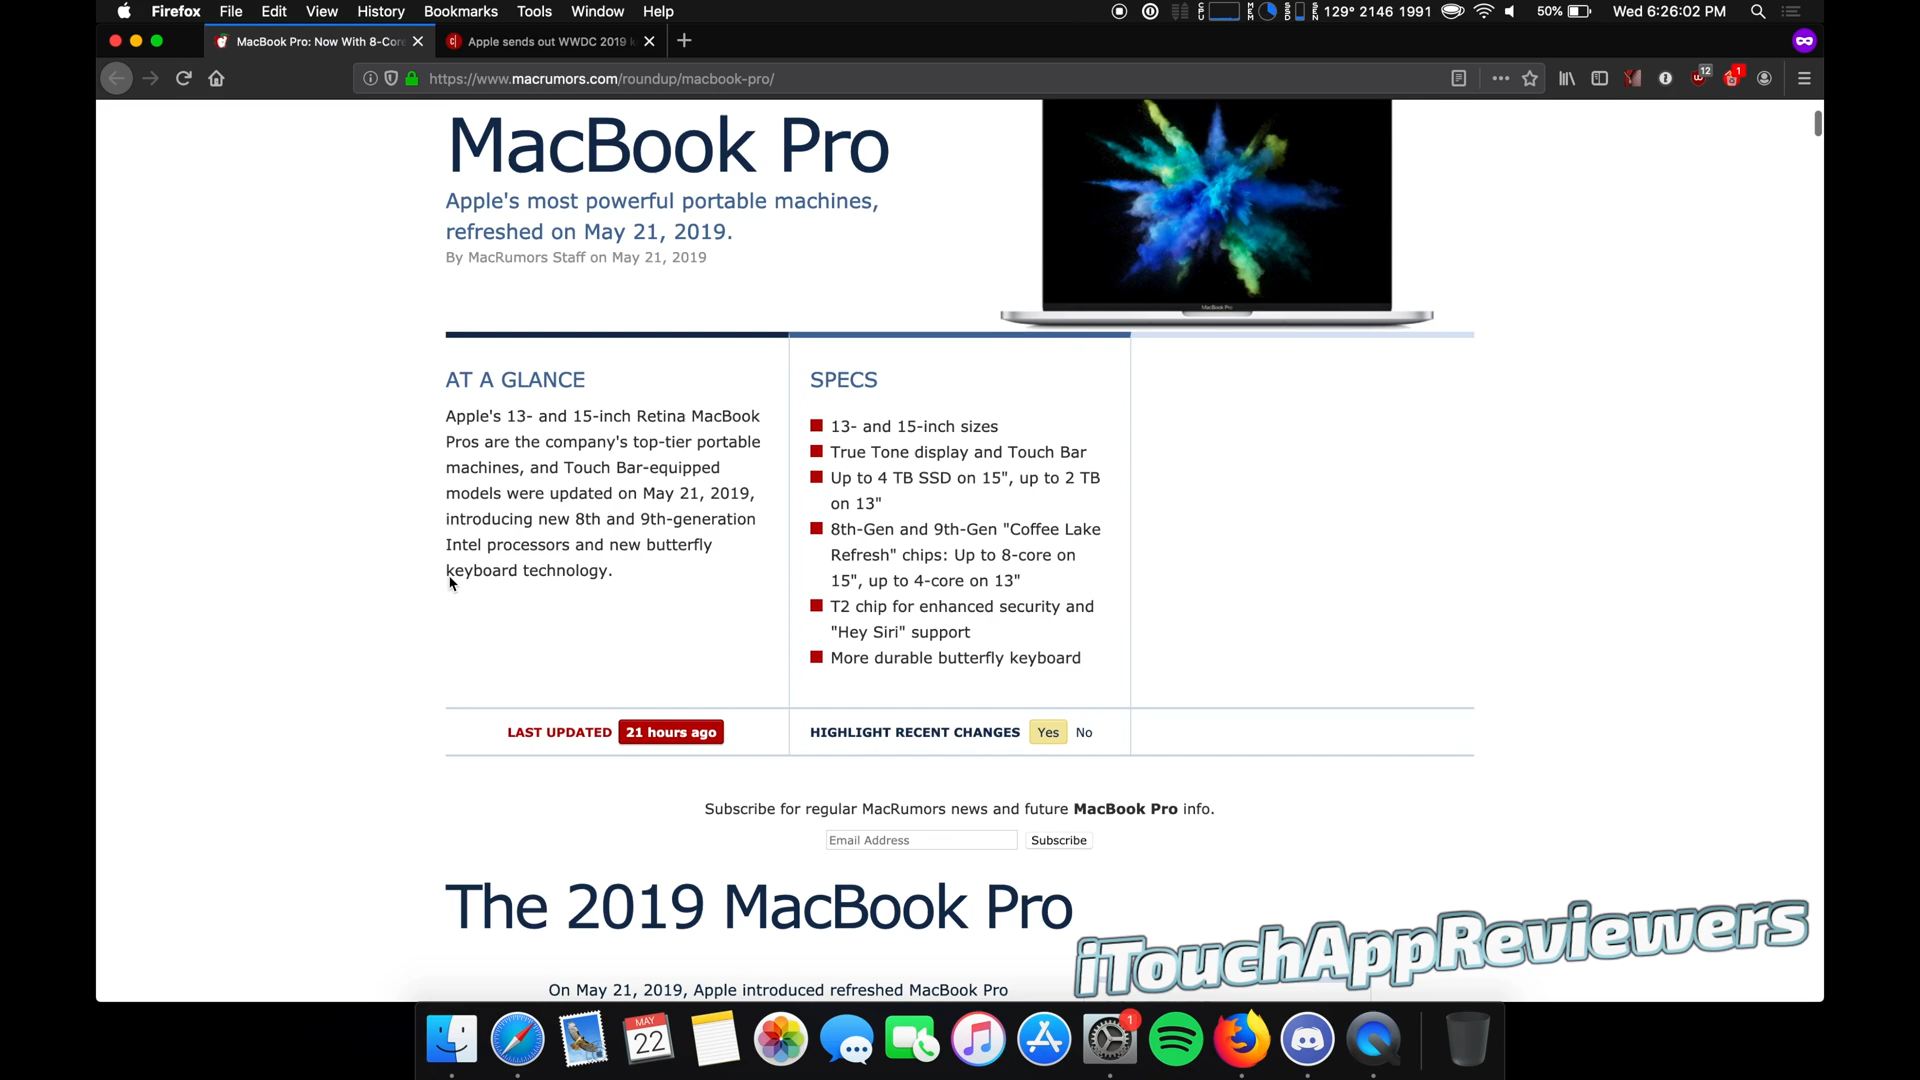 Firefox File Edit View History Bookmarks Tools Window Help
129° 2146 1991 50% Wed 6:26:02 PM
MacBook Pro: Now With 8-Cor
Apple sends out WWDC 2019
https://www.macrumors.com/roundup/macbook-pro/
12
1
MacBook Pro
Apple's most powerful portable machines,
refreshed on May 21, 2019.
By MacRumors Staff on May 21, 2019
MacBook Pro
AT A GLANCE
Apple's 13- and 15-inch Retina MacBook
Pros are the company's top-tier portable
machines, and Touch Bar-equipped
models were updated on May 21, 2019,
introducing new 8th and 9th-generation
Intel processors and new butterfly
keyboard technology.
SPECS
13- and 15-inch sizes
True Tone display and Touch Bar
Up to 4 TB SSD on 15", up to 2 TB
on 13"
8th-Gen and 9th-Gen "Coffee Lake
Refresh" chips: Up to 8-core on
15", up to 4-core on 13"
T2 chip for enhanced security and
"Hey Siri" support
More durable butterfly keyboard
LAST UPDATED 21 hours ago
HIGHLIGHT RECENT CHANGES Yes No
Subscribe for regular MacRumors news and future MacBook Pro info.
Email Address Subscribe
The 2019 MacBook Pro
On May 21, 2019, Apple introduced refreshed MacBook Pro
iTouchAppReviewers
MAY
22
1